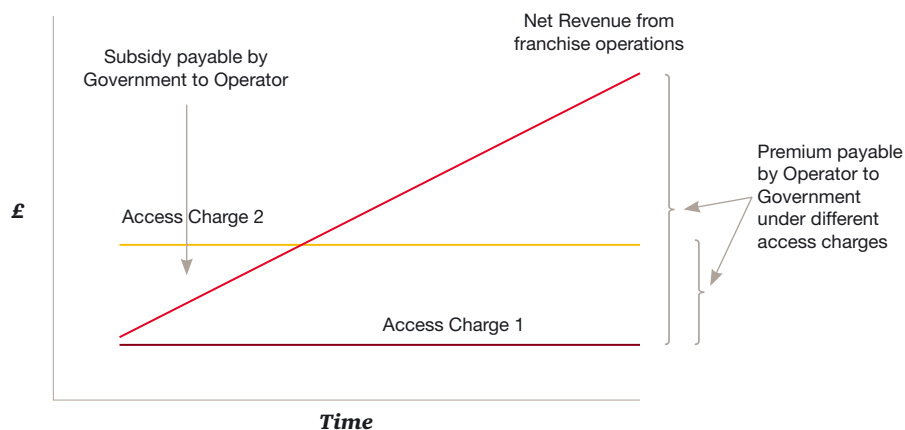 Net Revenue from
franchise operations
Subsidy payable by
Government to Operator
Premium payable
by Operator to
Government
under different
access charges
£
Access Charge 2
Access Charge 1
Time